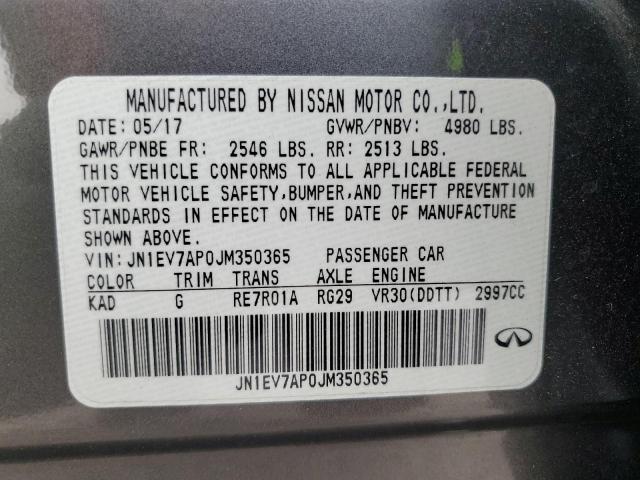 MANUFACTURED BY NISSAN MOTOR CO.,LTD.
DATE: 05/17 GVWR/PNBV: 4980 LBS.
GAWR/PNBE FR: 2546 LBS. RR: 2513 LBS.
THIS VEHICLE CONFORMS TO ALL APPLICABLE FEDERAL
MOTOR VEHICLE SAFETY,BUMPER,AND THEFT PREVENTION
STANDARDS IN EFFECT ON THE DATE OF MANUFACTURE
SHOWN ABOVE.
VIN:JN1EV7AP0JM350365 PASSENGER CAR
COLOR TRIM TRANS AXLE ENGINE
KAD G RE7R01A RG29 VR30(DDTT) 2997CC
JN1EV7AP0JM350365